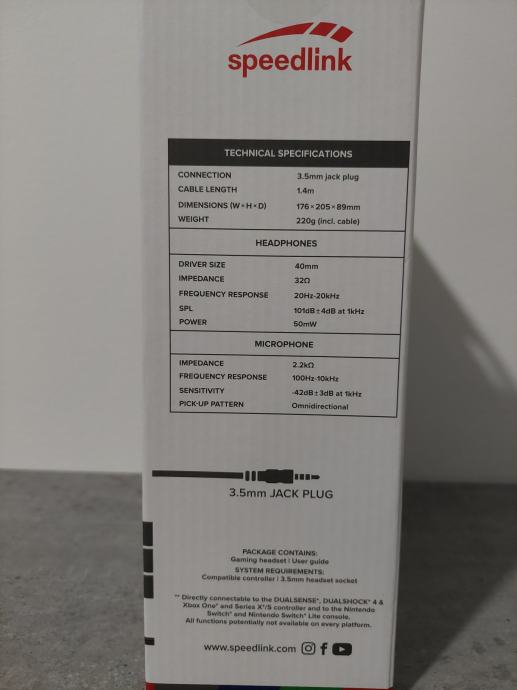 speedlink
TECHNICAL SPECIFICATIONS
CONNECTION 3.5mm jack plug
CABLE LENGTH 1.4m
DIMENSIONS (W×H×D) 176×205×89mm
WEIGHT 220g (incl. cable)
HEADPHONES
DRIVER SIZE 40mm
IMPEDANCE 32Ω
FREQUENCY RESPONSE 20Hz-20kHz
SPL 101dB±4dB at 1kHz
POWER 50mW
MICROPHONE
IMPEDANCE 2.2kΩ
FREQUENCY RESPONSE 100Hz-10kHz
SENSITIVITY -42dB±3dB at 1kHz
PICK-UP PATTERN Omnidirectional
3.5mm JACK PLUG
PACKAGE CONTAINS:
Gaming headset | User guide
SYSTEM REQUIREMENTS:
Compatible controller | 3.5mm headset socket
** Directly connectable to the DUALSENSE®, DUALSHOCK® 4 &
Xbox One® and Series X®/S controller and to the Nintendo
Switch® and Nintendo Switch® Lite console.
All functions potentially not available on every platform.
www.speedlink.com